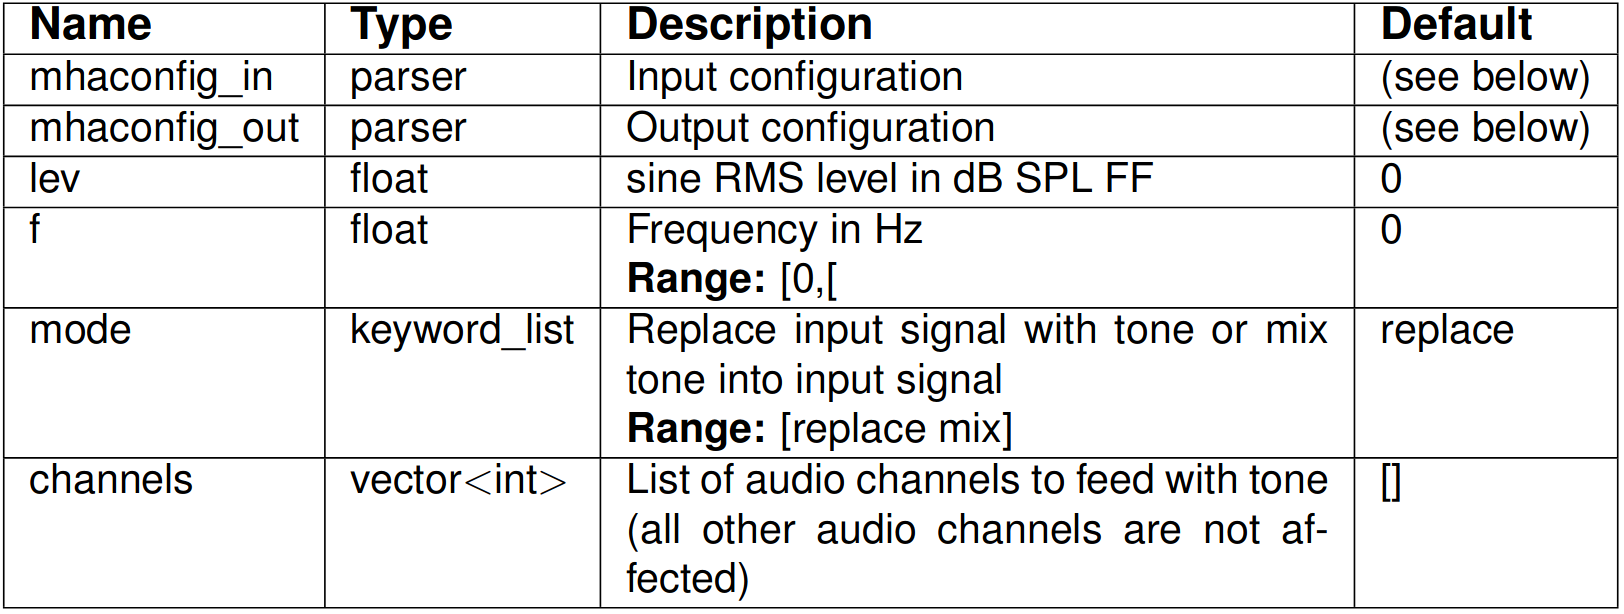 Name Type Description Default
mhaconfig_in parser Input configuration (see below)
mhaconfig_out parser Output configuration (see below)
lev float sine RMS level in dB SPL FF 0
f float Frequency in Hz 0
Range: [0,[
mode keyword_list Replace input signal with tone or mix replace
tone into input signal
Range: [replace mix]
channels vector<int> List of audio channels to feed with tone []
(all other audio channels are not af-
fected)